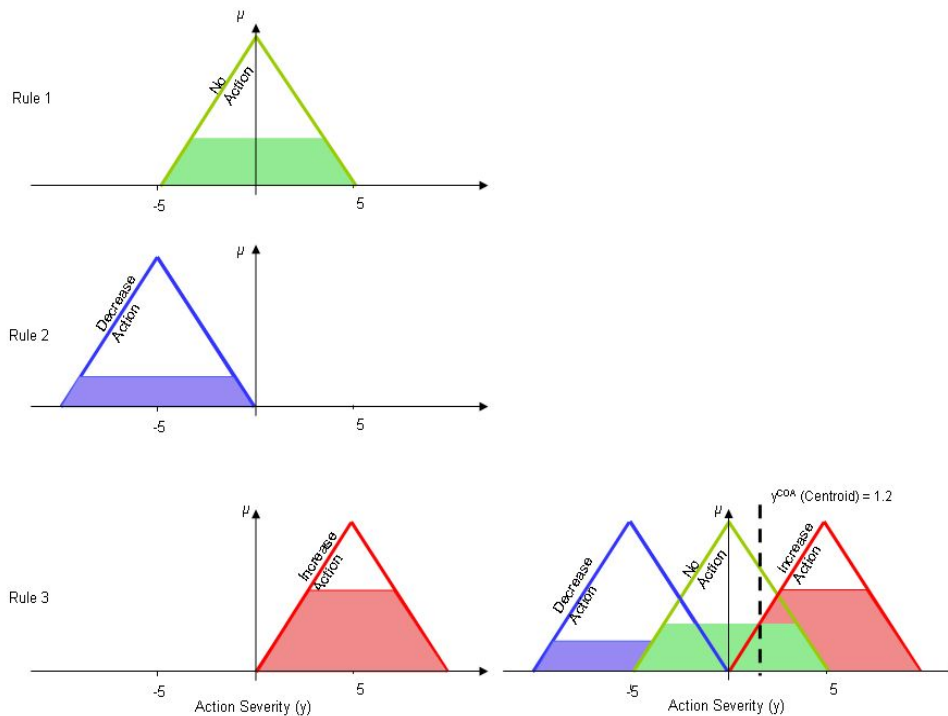 μ
No
Action
Rule 1
-5
5
μ
Decrease
Action
Rule 2
-5
5
y^COA (Centroid) = 1.2
μ
Increase
Action
Rule 3
-5
5
Action Severity (y)
μ
Decrease
Action
No
Action
Increase
Action
-5
5
Action Severity (y)